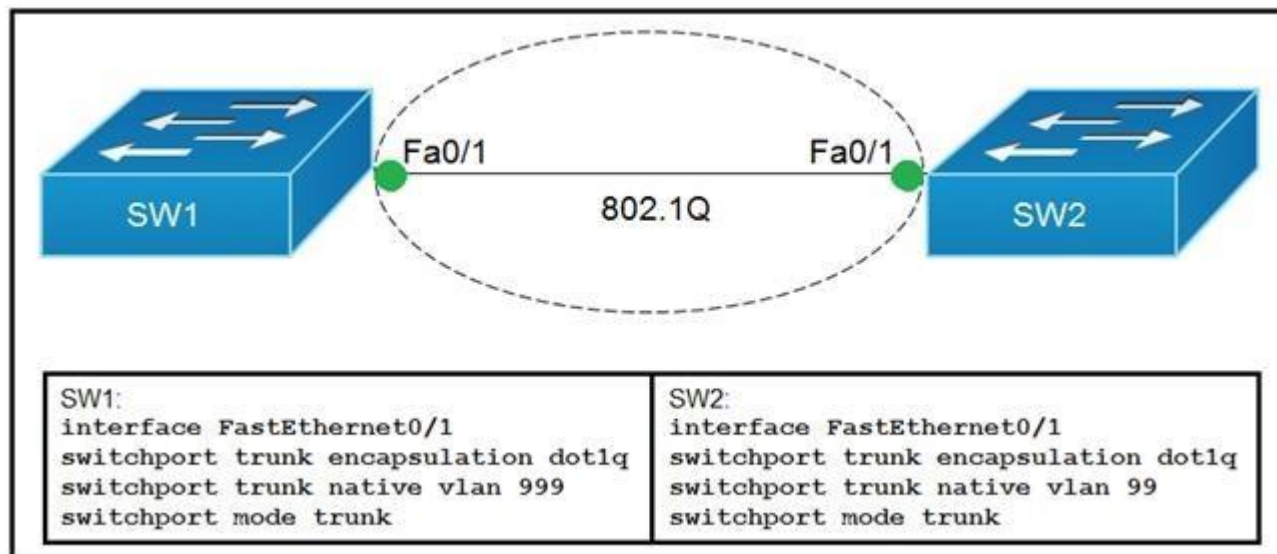 Fa0/1
Fa0/1
802.1Q
SW1
SW2
SW1:
interface FastEthernet0/1
switchport trunk encapsulation dot1q
switchport trunk native vlan 999
switchport mode trunk
SW2:
interface FastEthernet0/1
switchport trunk encapsulation dot1q
switchport trunk native vlan 99
switchport mode trunk